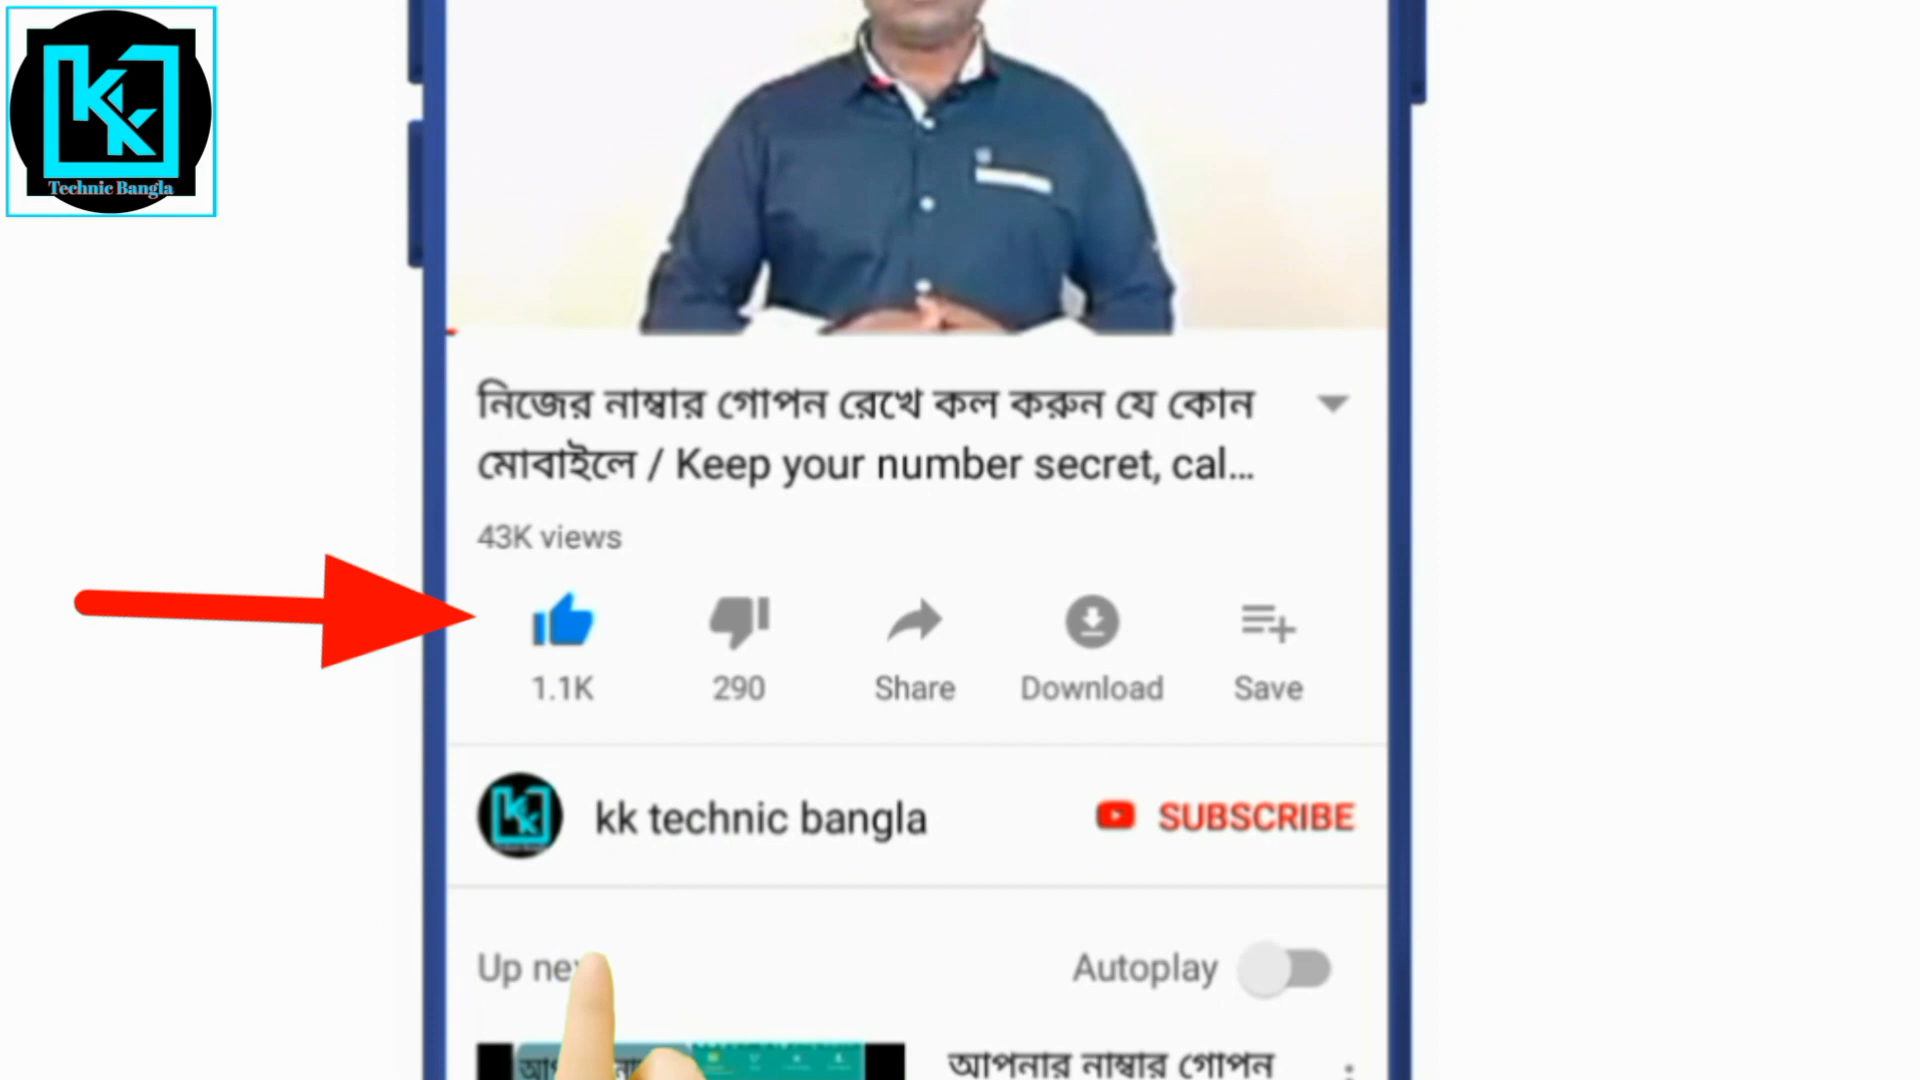 Technic Bangla
নিজের নাম্বার গোপন রেখে কল করুন যে কোন
মোবাইলে / Keep your number secret, cal...
43K views
1.1K
290
Share
Download
Save
kk technic bangla
SUBSCRIBE
Up
Autoplay
আপনার নাম্বার গোপন